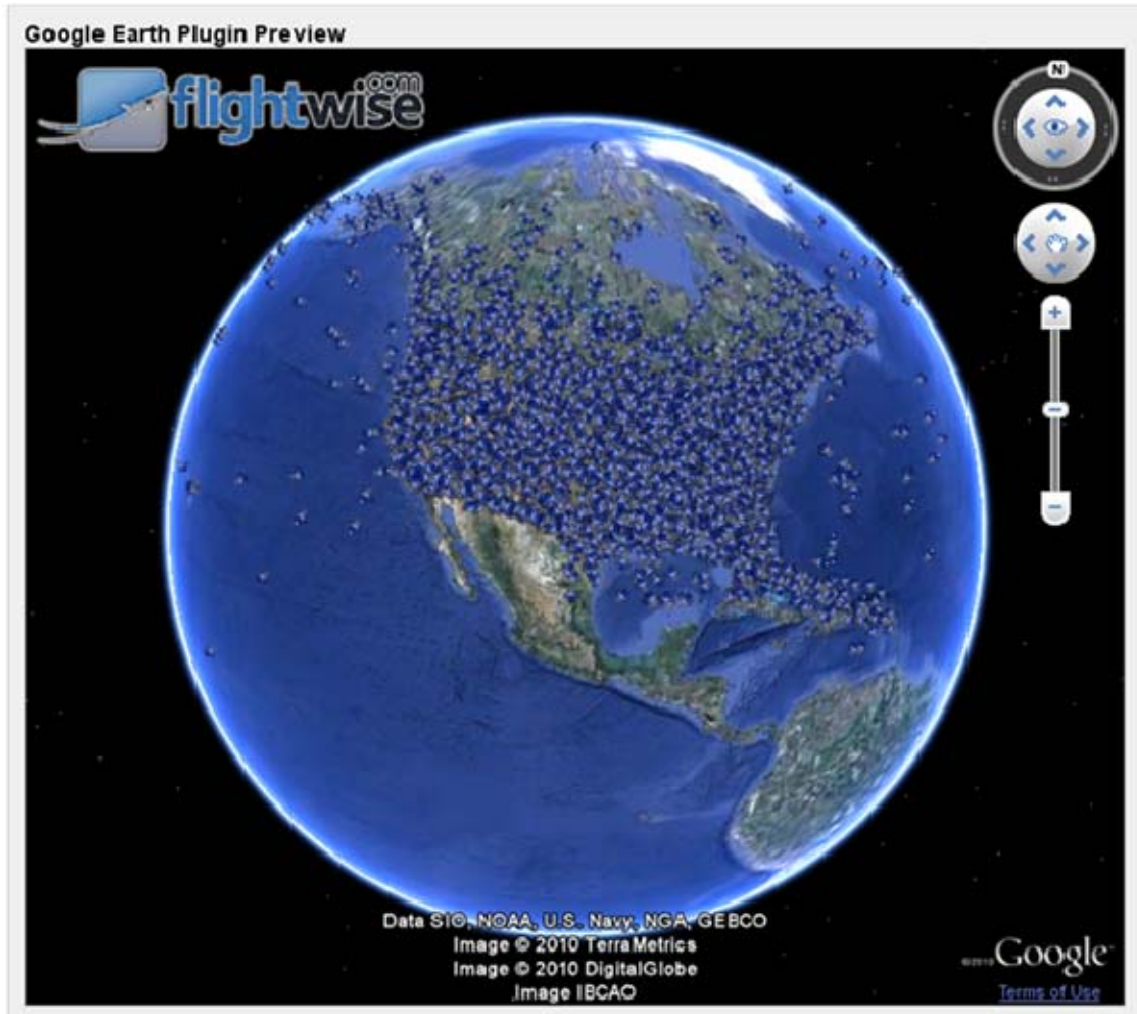 Google Earth Plugin Preview
flightwise.com
N
Data SIO, NOAA, U.S. Navy, NGA, GEBCO
Image © 2010 TerraMetrics
Image © 2010 DigitalGlobe
Image IBCAO
©2010 Google
Terms of Use